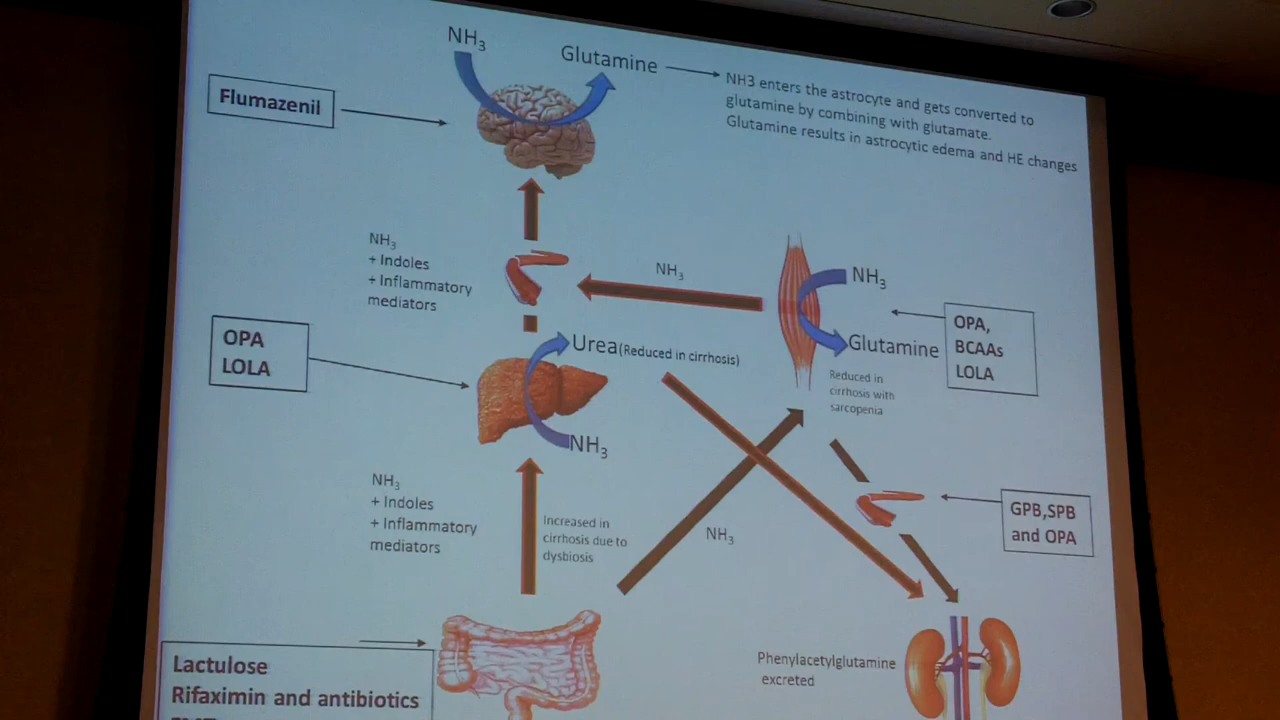 NH3
Glutamine
NH3 enters the astrocyte and gets converted to
glutamine by combining with glutamate.
Glutamine results in astrocytic edema and HE changes
Flumazenil
NH3
+ Indoles
+ Inflammatory
mediators
NH3
NH3
Glutamine
OPA,
BCAAs
LOLA
Reduced in
cirrhosis with
sarcopenia
OPA
LOLA
Urea(Reduced in cirrhosis)
NH3
NH3
+ Indoles
+ Inflammatory
mediators
Increased in
cirrhosis due to
dysbiosis
NH3
GPB,SPB
and OPA
Phenylacetylglutamine
excreted
Lactulose
Rifaximin and antibiotics